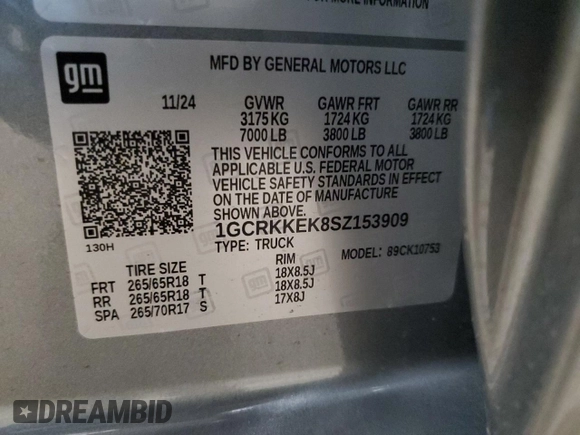 FOR MORE INFORMATION
gm
MFD BY GENERAL MOTORS LLC
11/24 GVWR GAWR FRT GAWR RR
3175 KG 1724 KG 1724 KG
7000 LB 3800 LB 3800 LB
THIS VEHICLE CONFORMS TO ALL
APPLICABLE U.S. FEDERAL MOTOR
VEHICLE SAFETY STANDARDS IN EFFECT
ON THE DATE OF MANUFACTURE
SHOWN ABOVE.
1GCRKKEK8SZ153909
130H
TYPE: TRUCK MODEL: 89CK10753
TIRE SIZE RIM
FRT 265/65R18 T 18X8.5J
RR 265/65R18 T 18X8.5J
SPA 265/70R17 S 17X8J
DREAMBID